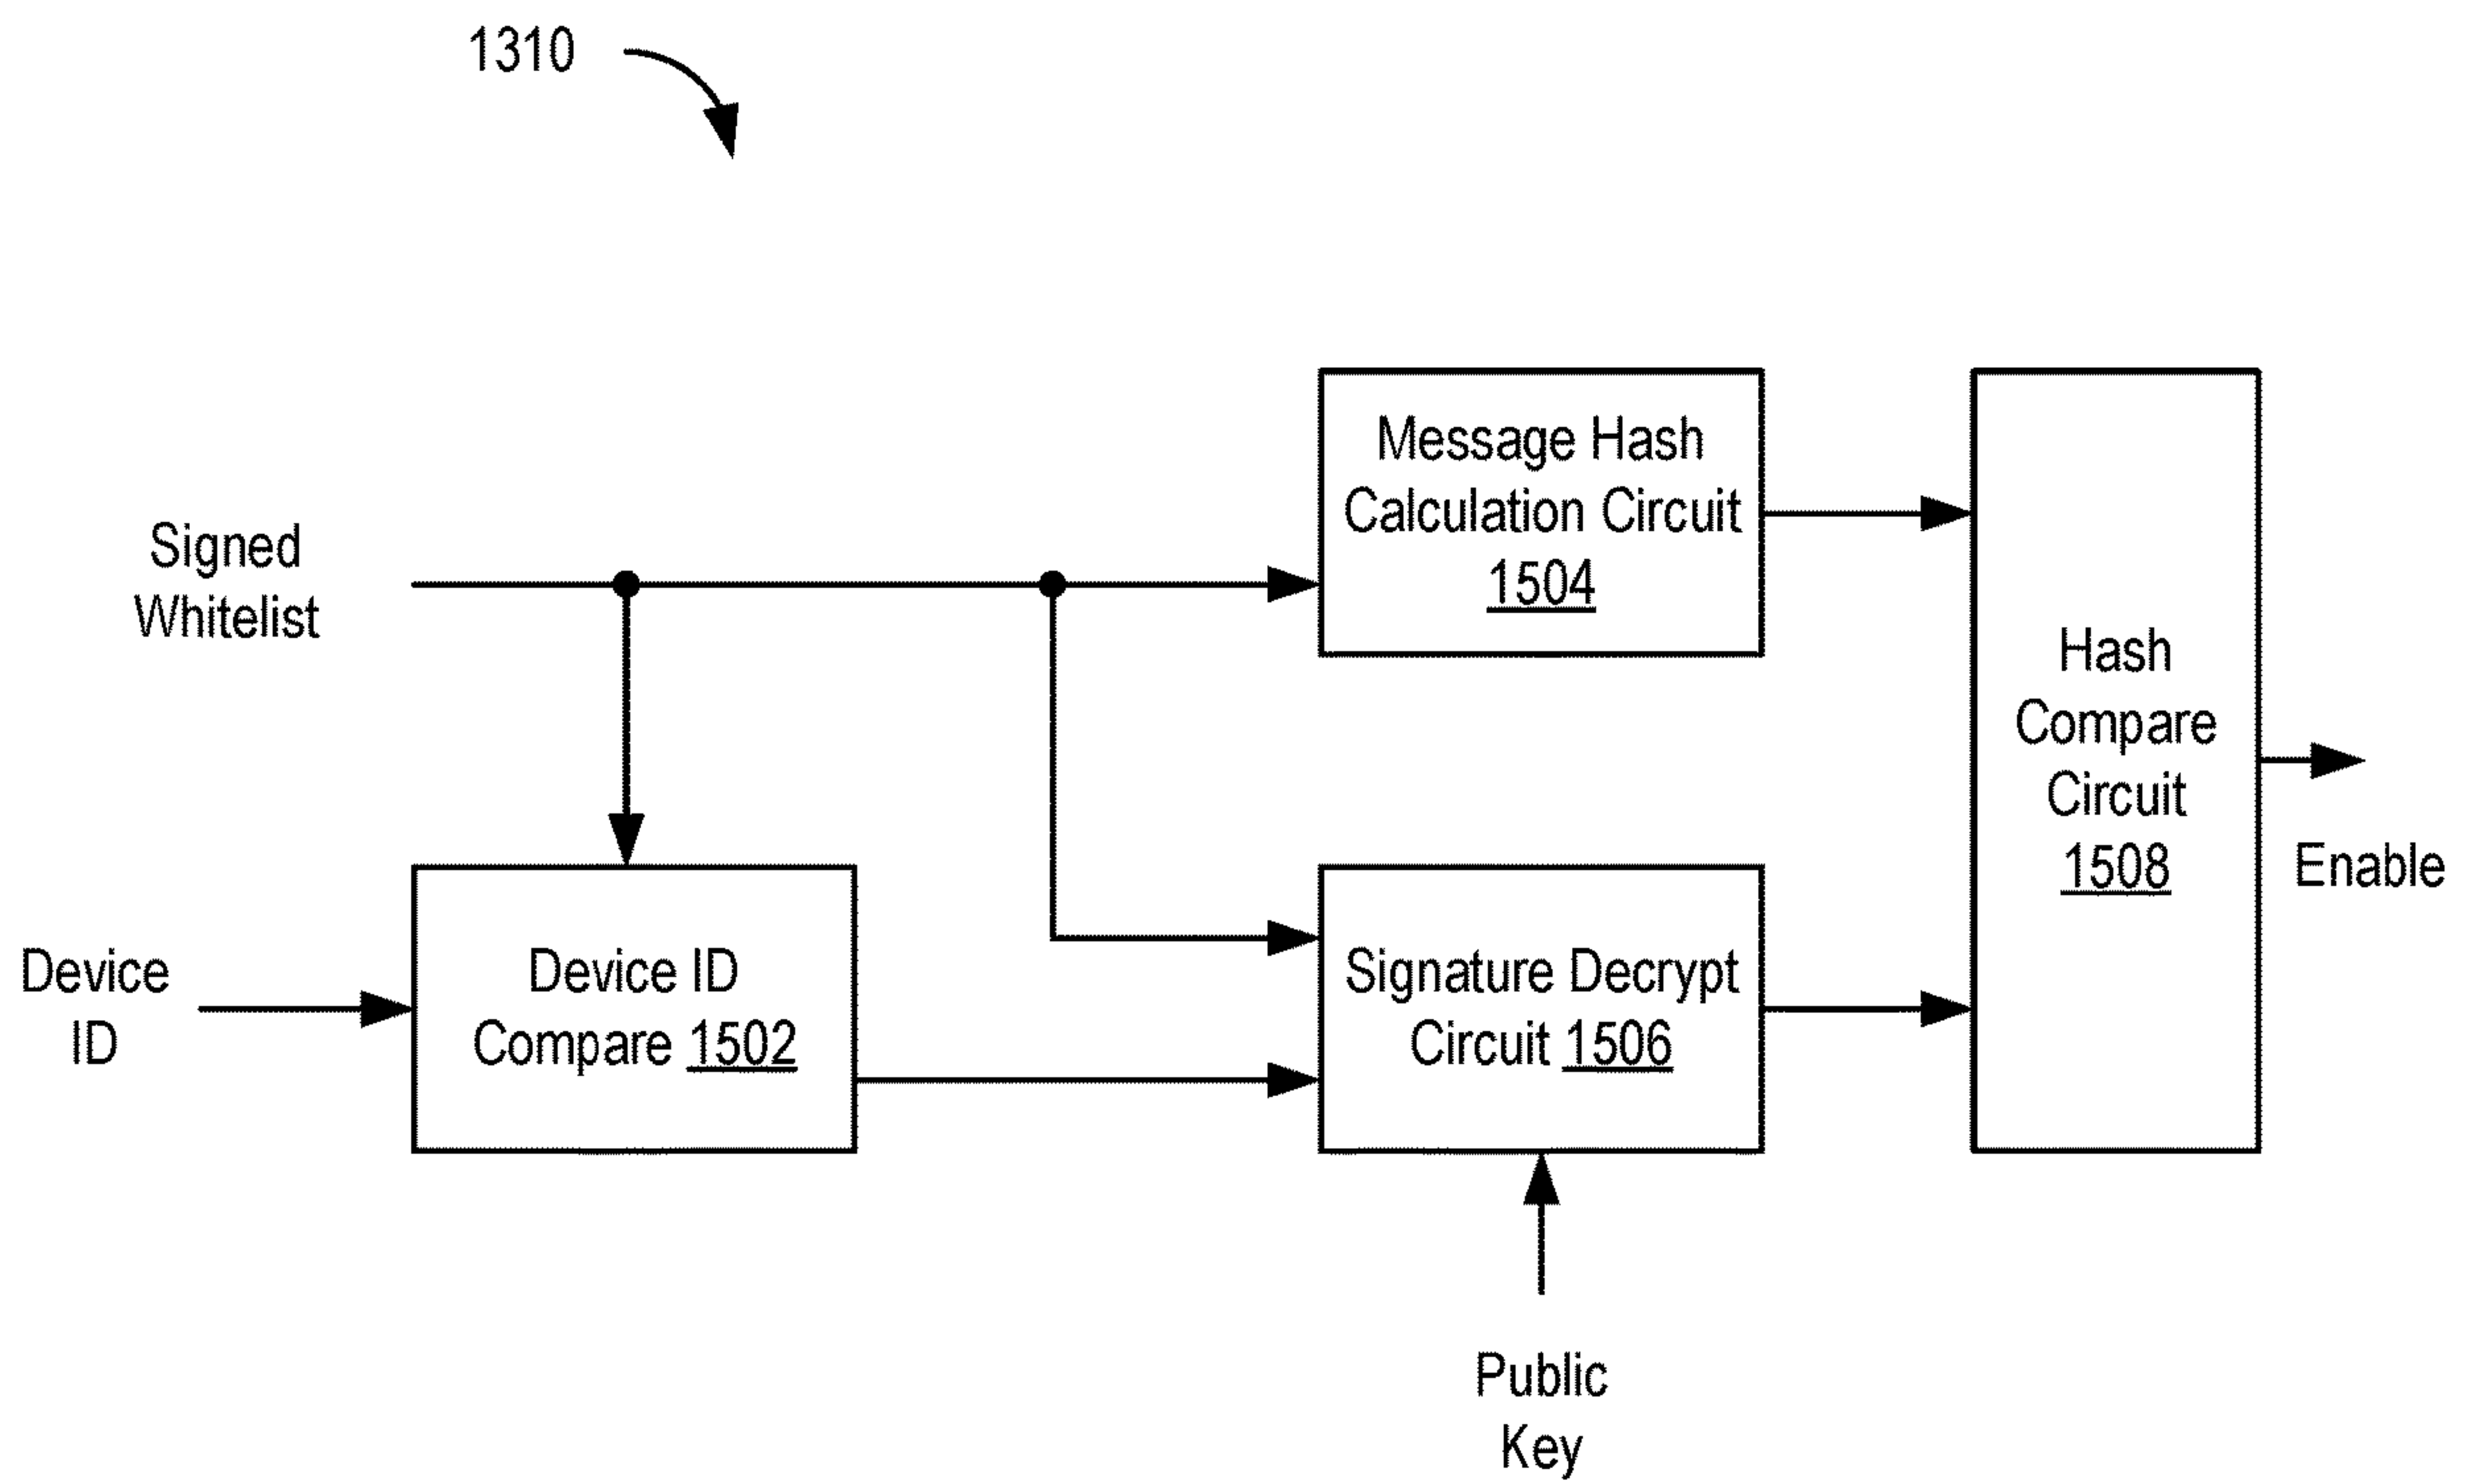 1310
Signed
Whitelist
Message Hash
Calculation Circuit
1504
Hash
Compare
Circuit
1508
Enable
Device
ID
Device ID
Compare 1502
Signature Decrypt
Circuit 1506
Public
Key